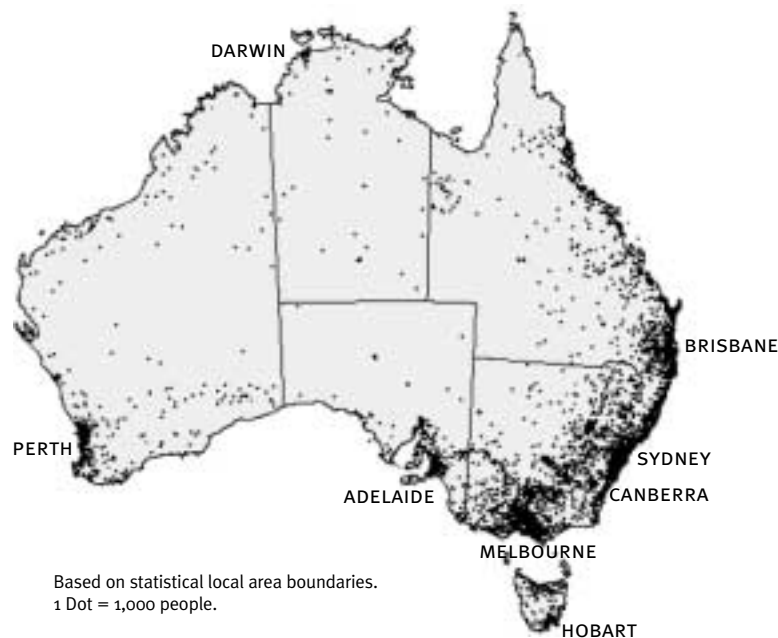 DARWIN
BRISBANE
PERTH
SYDNEY
ADELAIDE
CANBERRA
MELBOURNE
Based on statistical local area boundaries.
1 Dot = 1,000 people.
HOBART